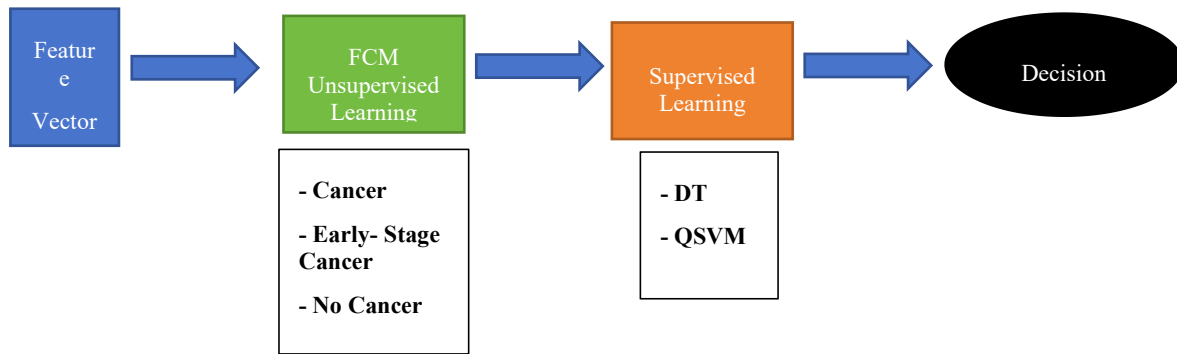 Featur
e
Vector
FCM
Unsupervised
Learning
Supervised
Learning
Decision
- Cancer
- Early- Stage
Cancer
- No Cancer
- DT
- QSVM